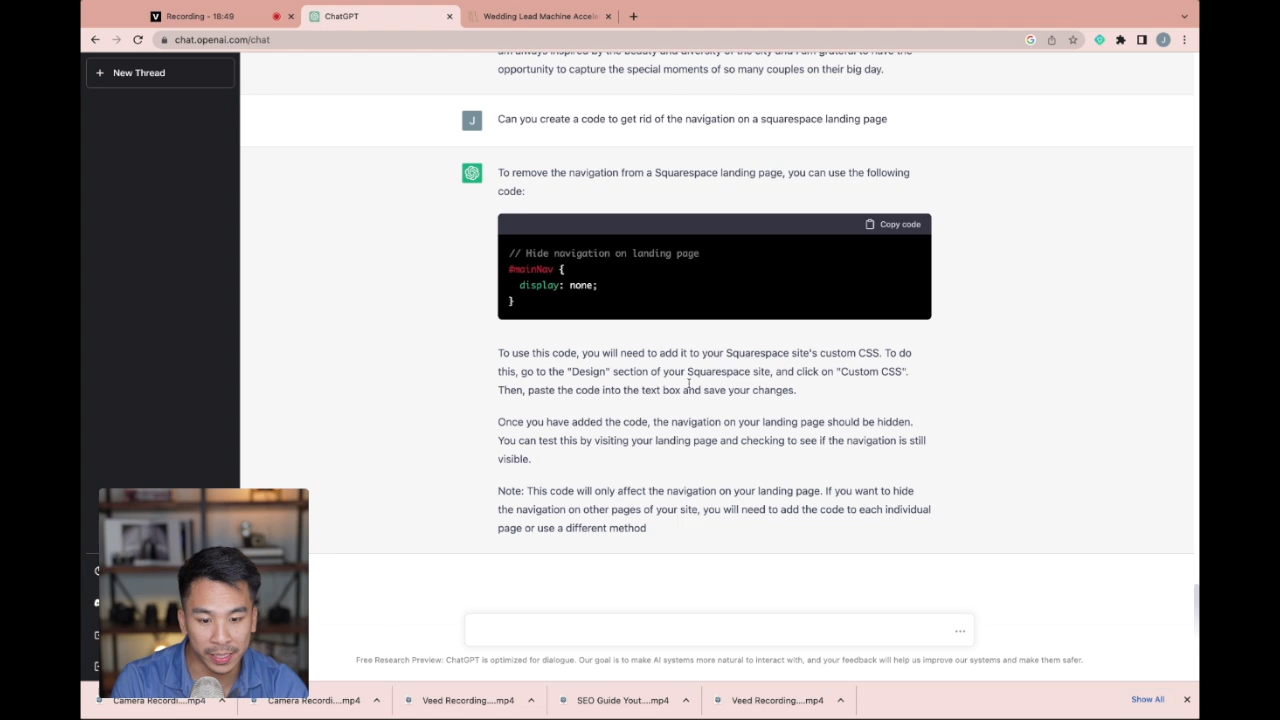 Recording - 18:49
ChatGPT
Wedding Lead Machine Accele
chat.openai.com/chat
J
New Thread
am always inspired by the beauty and diversity of the city and I am grateful to have the
opportunity to capture the special moments of so many couples on their big day.
J
Can you create a code to get rid of the navigation on a squarespace landing page
To remove the navigation from a Squarespace landing page, you can use the following
code:
Copy code
// Hide navigation on landing page
#mainNav {
display: none;
}
To use this code, you will need to add it to your Squarespace site's custom CSS. To do
this, go to the "Design" section of your Squarespace site, and click on "Custom CSS".
Then, paste the code into the text box and save your changes.
Once you have added the code, the navigation on your landing page should be hidden.
You can test this by visiting your landing page and checking to see if the navigation is still
visible.
Note: This code will only affect the navigation on your landing page. If you want to hide
the navigation on other pages of your site, you will need to add the code to each individual
page or use a different method
Free Research Preview: ChatGPT is optimized for dialogue. Our goal is to make AI systems more natural to interact with, and your feedback will help us improve our systems and make them safer.
Camera Recordi....mp4
Camera Recordi....mp4
Veed Recording....mp4
SEO Guide Yout....mp4
Veed Recording....mp4
Show All